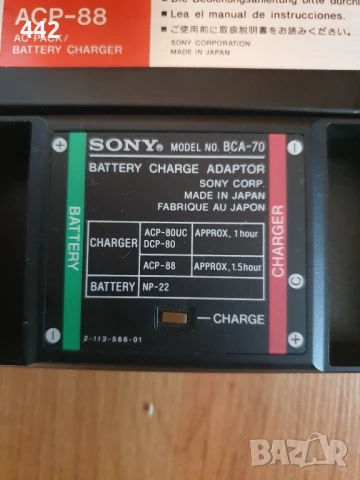 442
ACP-88
AC PACK/
BATTERY CHARGER
■ Die Bedienungsanleitung bitte durch
■ Lea el manual de instrucciones.
■ ご使用前に取扱説明書をお読みください。
SONY CORPORATION
MADE IN JAPAN
SONY® MODEL NO. BCA-70
BATTERY CHARGE ADAPTOR
SONY CORP.
MADE IN JAPAN
FABRIQUE AU JAPON
BATTERY
CHARGER
CHARGER
ACP-80UC
DCP-80
APPROX. 1 hour
ACP-88
APPROX. 1.5 hour
BATTERY NP-22
CHARGE
2-113-566-01
BAZAR.BG